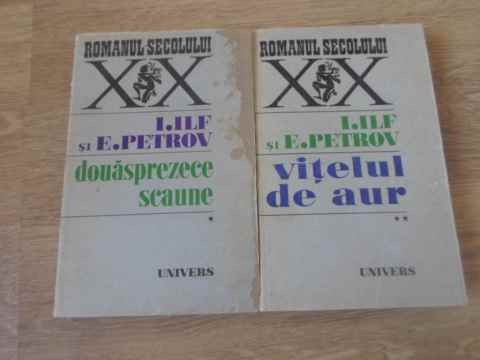 ROMANUL SECOLULUI
XX
I.ILF
ȘI E.PETROV
douăsprezece
scaune
*
UNIVERS
ROMANUL SECOLULUI
XX
I.ILF
ȘI E.PETROV
vițelul
de aur
**
UNIVERS